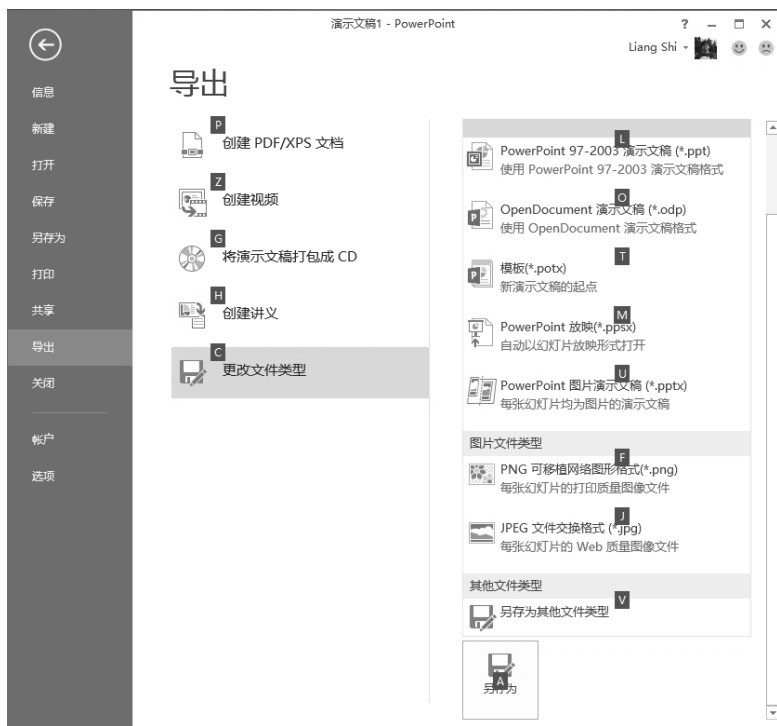 演示文稿1 - PowerPoint
?
Liang Shi
信息
新建
打开
保存
另存为
打印
共享
导出
关闭
帐户
选项
导出
P
创建 PDF/XPS 文档
Z
创建视频
G
将演示文稿打包成 CD
H
创建讲义
C
更改文件类型
L
PowerPoint 97-2003 演示文稿 (*.ppt)
使用 PowerPoint 97-2003 演示文稿格式
O
OpenDocument 演示文稿 (*.odp)
使用 OpenDocument 演示文稿格式
T
模板(*.potx)
新演示文稿的起点
M
PowerPoint 放映(*.ppsx)
自动以幻灯片放映形式打开
U
PowerPoint 图片演示文稿 (*.pptx)
每张幻灯片均为图片的演示文稿
图片文件类型
F
PNG 可移植网络图形格式(*.png)
每张幻灯片的打印质量图像文件
J
JPEG 文件交换格式 (*.jpg)
每张幻灯片的 Web 质量图像文件
其他文件类型
V
另存为其他文件类型
A
另存为